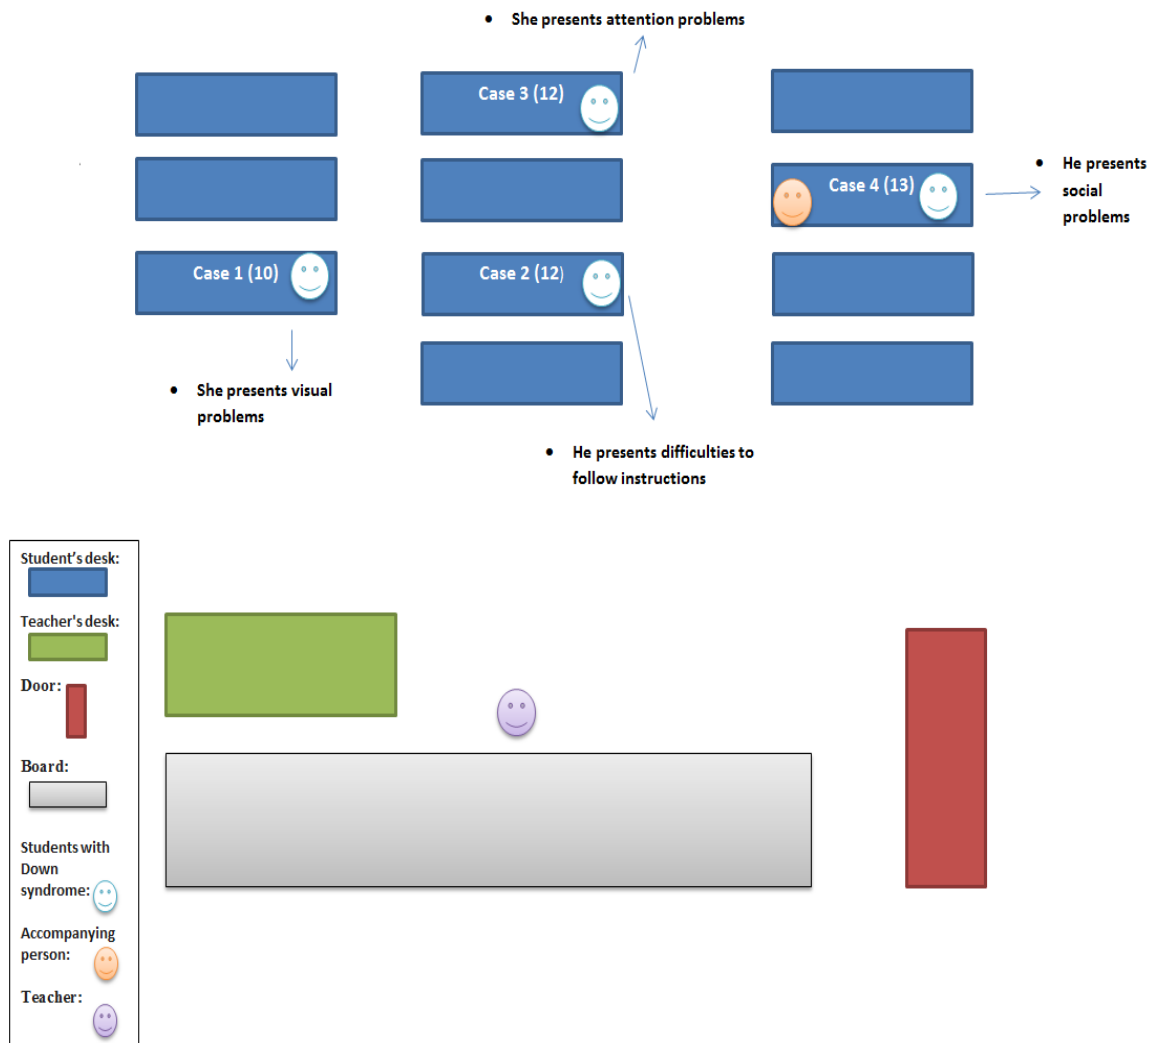 • She presents attention problems
Case 3 (12)
Case 4 (13)
• He presents
social
problems
Case 1 (10)
Case 2 (12)
• She presents visual
problems
• He presents difficulties to
follow instructions
Student's desk:
Teacher's desk:
Door:
Board:
Students with
Down
syndrome:
Accompanying
person:
Teacher: